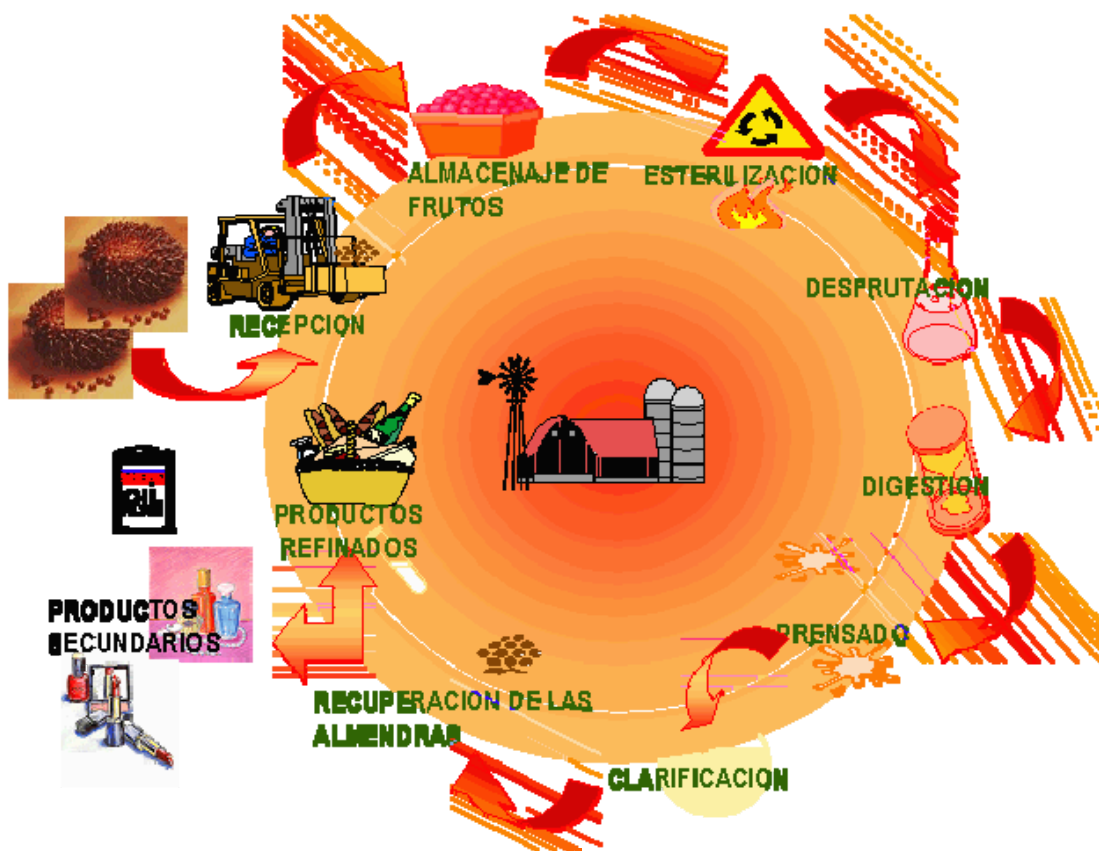 ALMACENAJE DE
FRUTOS
ESTERILIZACION
RECEPCION
DESFRUTACION
DIGESTION
PRODUCTOS
REFINADOS
PRODUCTOS
SECUNDARIOS
PRENSADO
RECUPERACION DE LAS
ALMENDRAS
CLARIFICACION